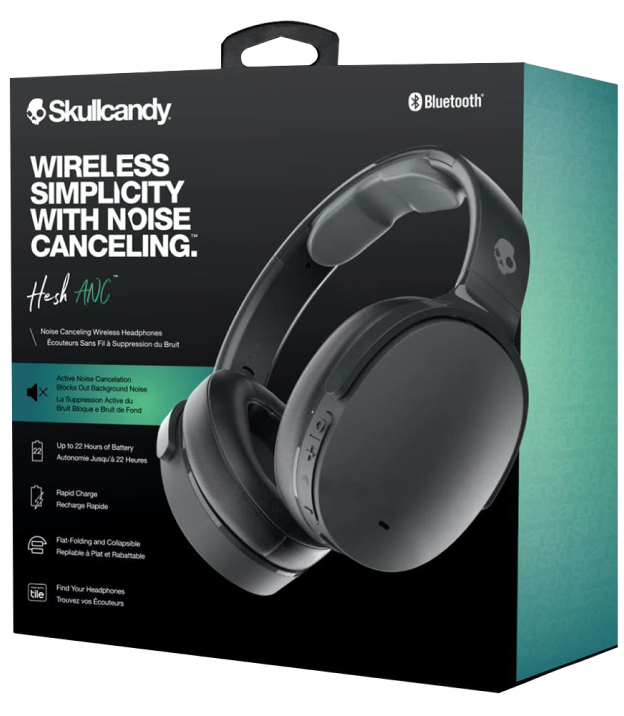 Skullcandy.
Bluetooth®
WIRELESS
SIMPLICITY
WITH NOISE
CANCELING.™
Hesh ANC™
Noise Canceling Wireless Headphones
Écouteurs Sans Fil à Suppression du Bruit
Active Noise Cancelation
Blocks Out Background Noise
La Suppression Active du
Bruit Bloque e Bruit de Fond
22
Up to 22 Hours of Battery
Autonomie Jusqu'à 22 Heures
Rapid Charge
Recharge Rapide
Flat-Folding and Collapsible
Repliable à Plat et Rabattable
tile
Find Your Headphones
Trouvez vos Écouteurs